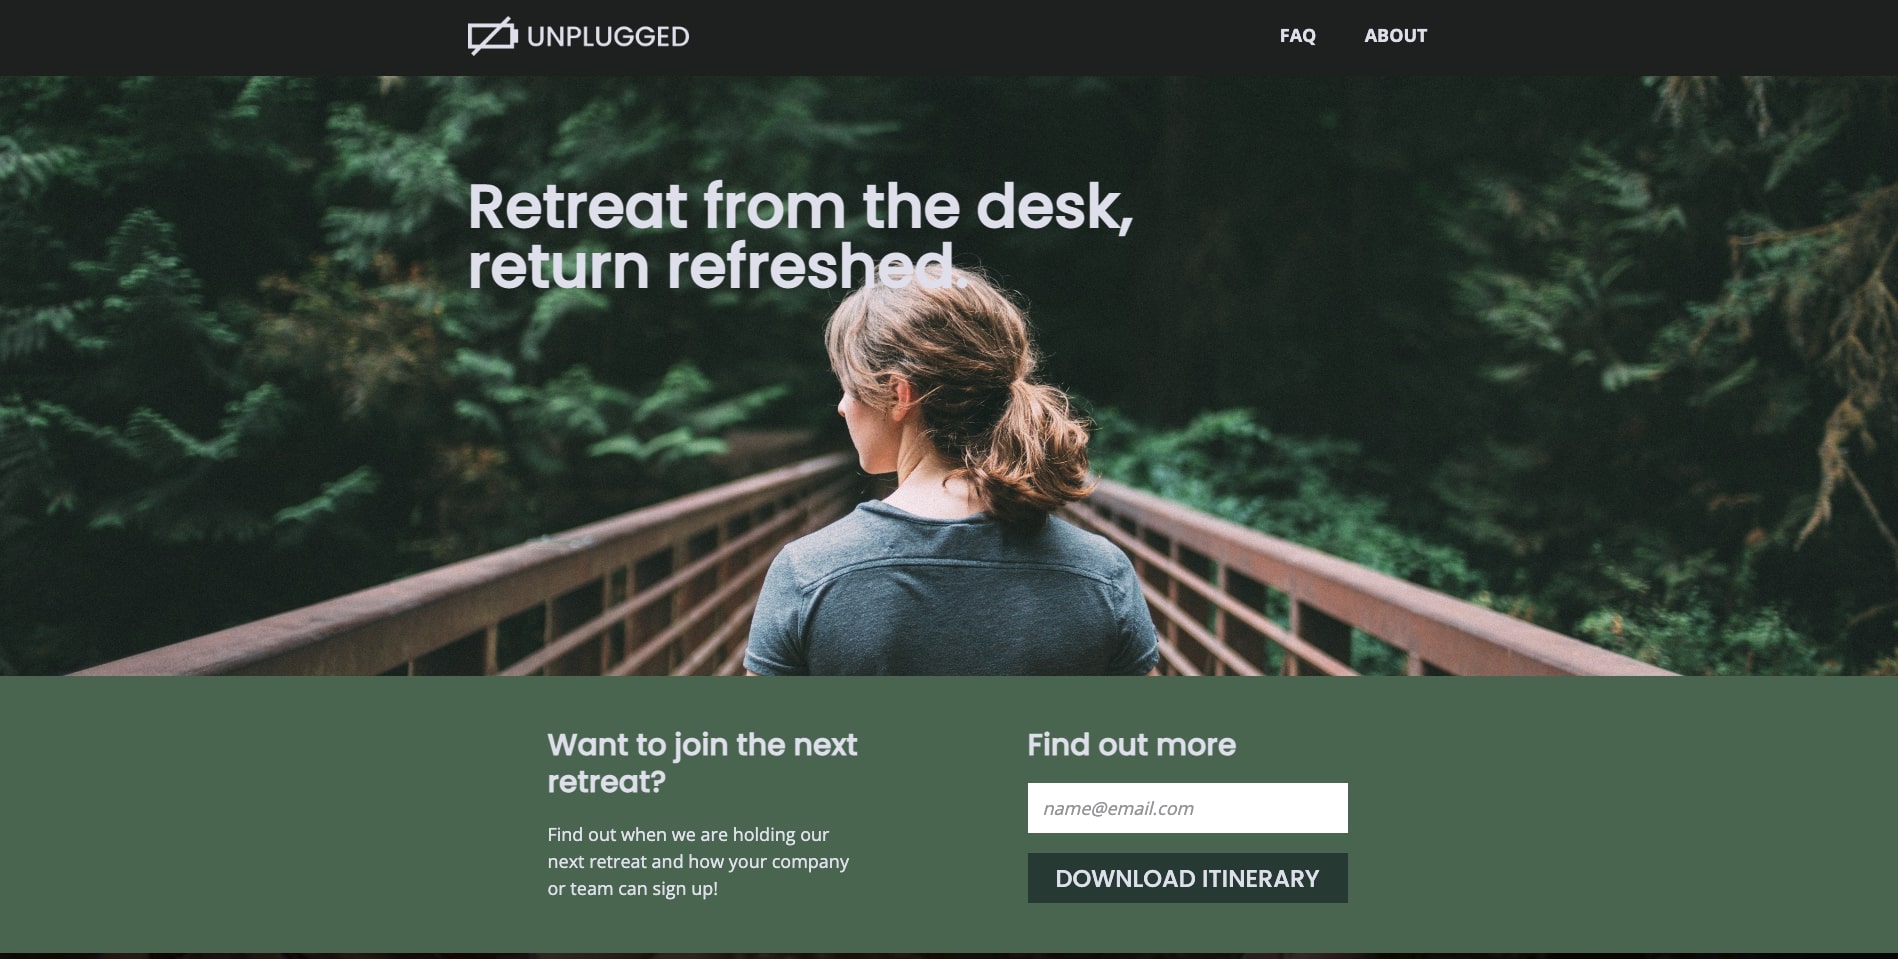 UNPLUGGED
FAQ
ABOUT
Retreat from the desk,
return refreshed.
Want to join the next
retreat?
Find out when we are holding our
next retreat and how your company
or team can sign up!
Find out more
name@email.com
DOWNLOAD ITINERARY